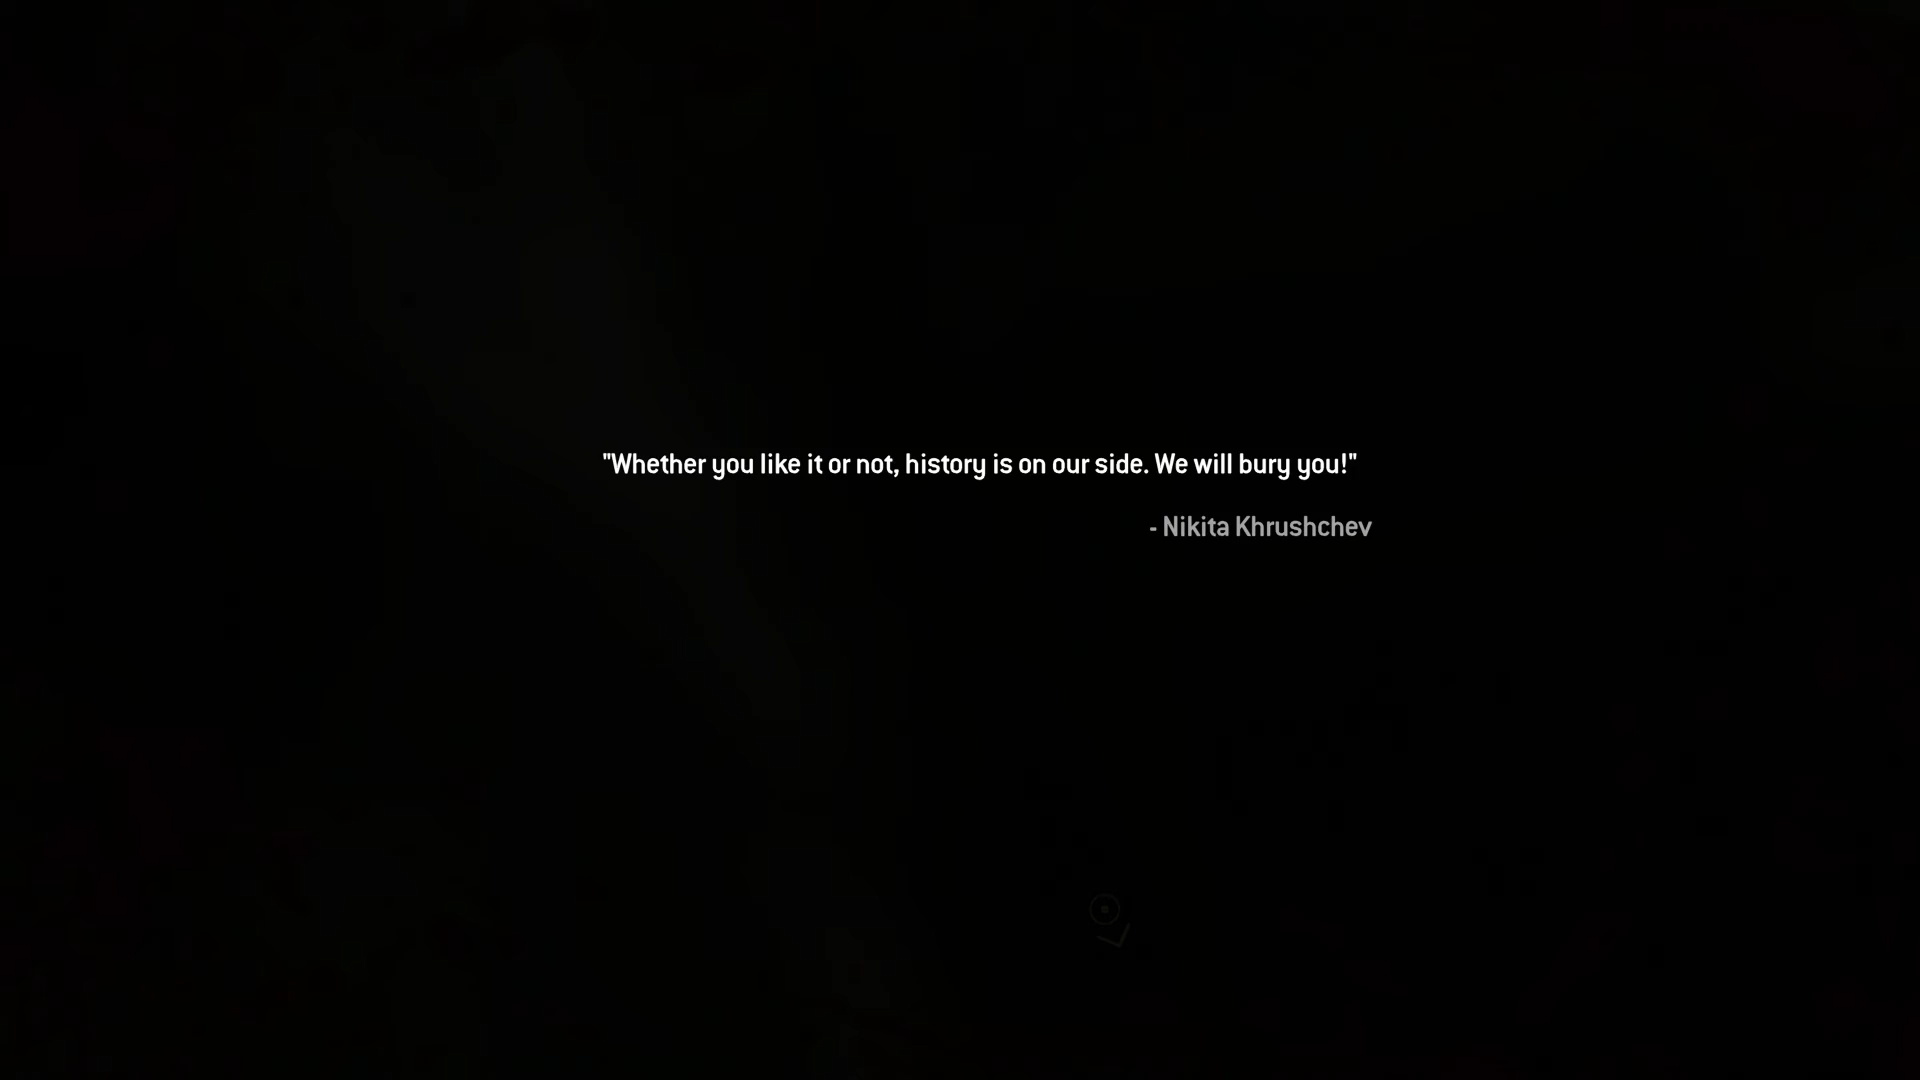 "Whether you like it or not, history is on our side. We will bury you!"
- Nikita Khrushchev